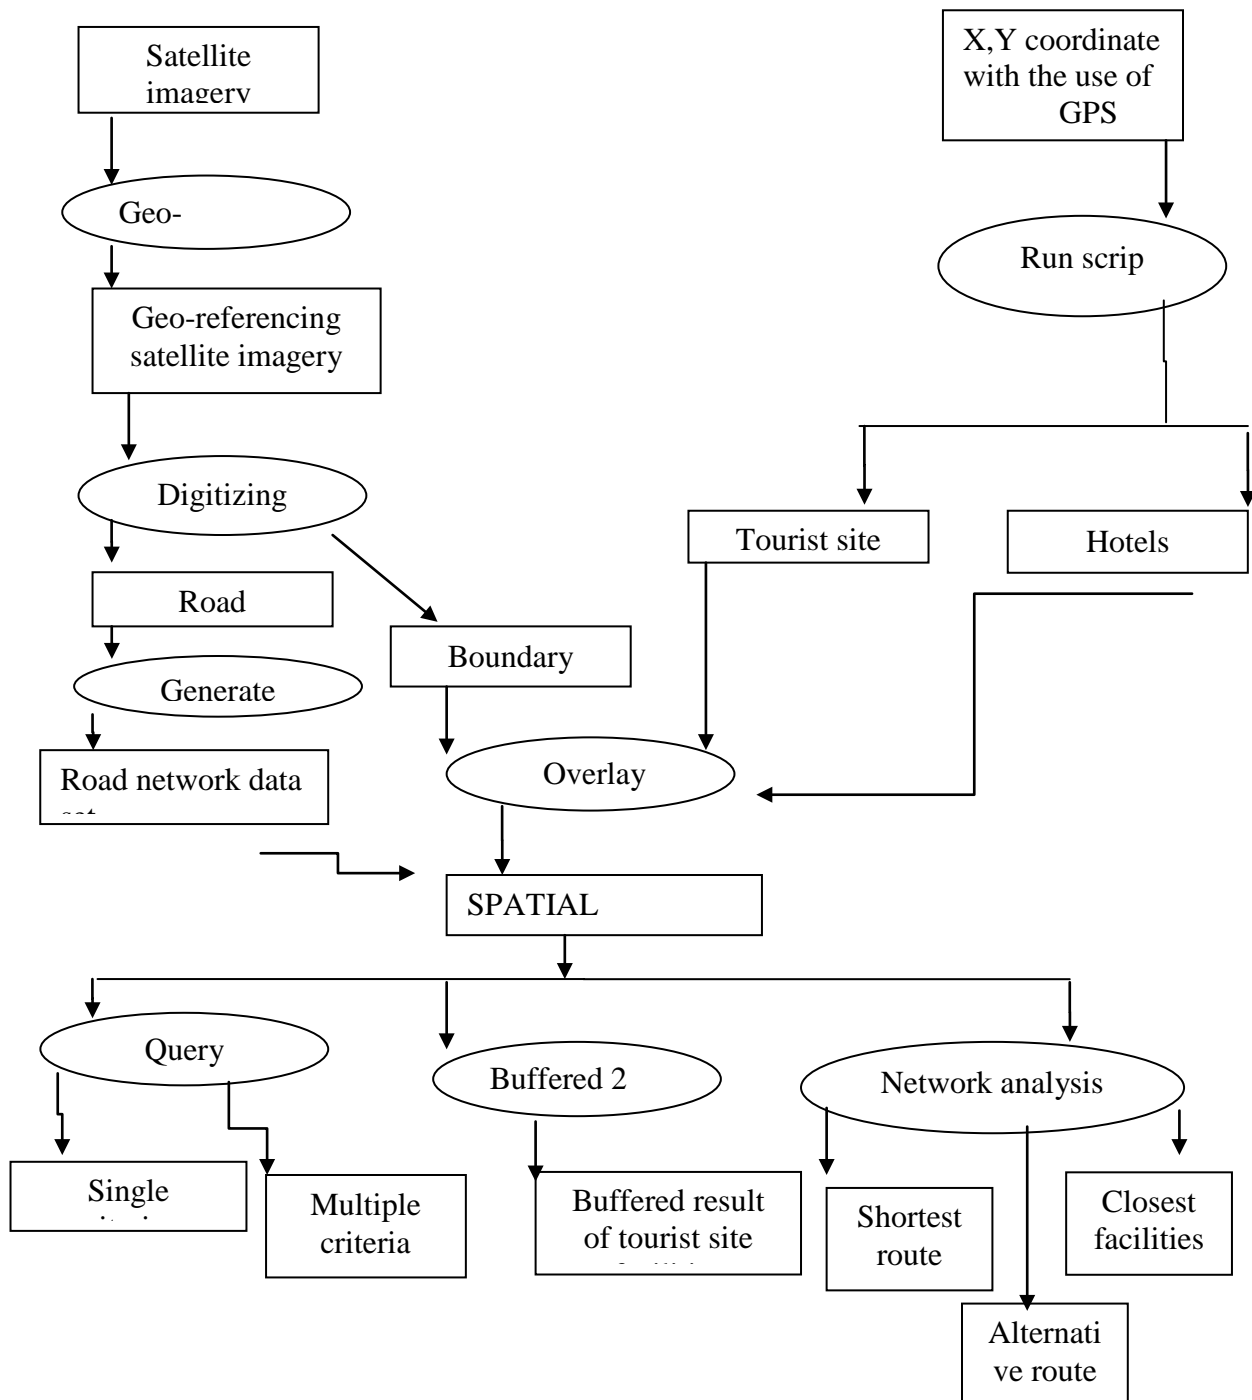 Satellite
imagery
X,Y coordinate
with the use of
GPS
Geo-
Run scrip
Geo-referencing
satellite imagery
Digitizing
Tourist site
Hotels
Road
Boundary
Generate
Overlay
Road network data
SPATIAL
Query
Buffered 2
Network analysis
Single
Multiple
criteria
Buffered result
of tourist site
Shortest
route
Closest
facilities
Alternati
ve route